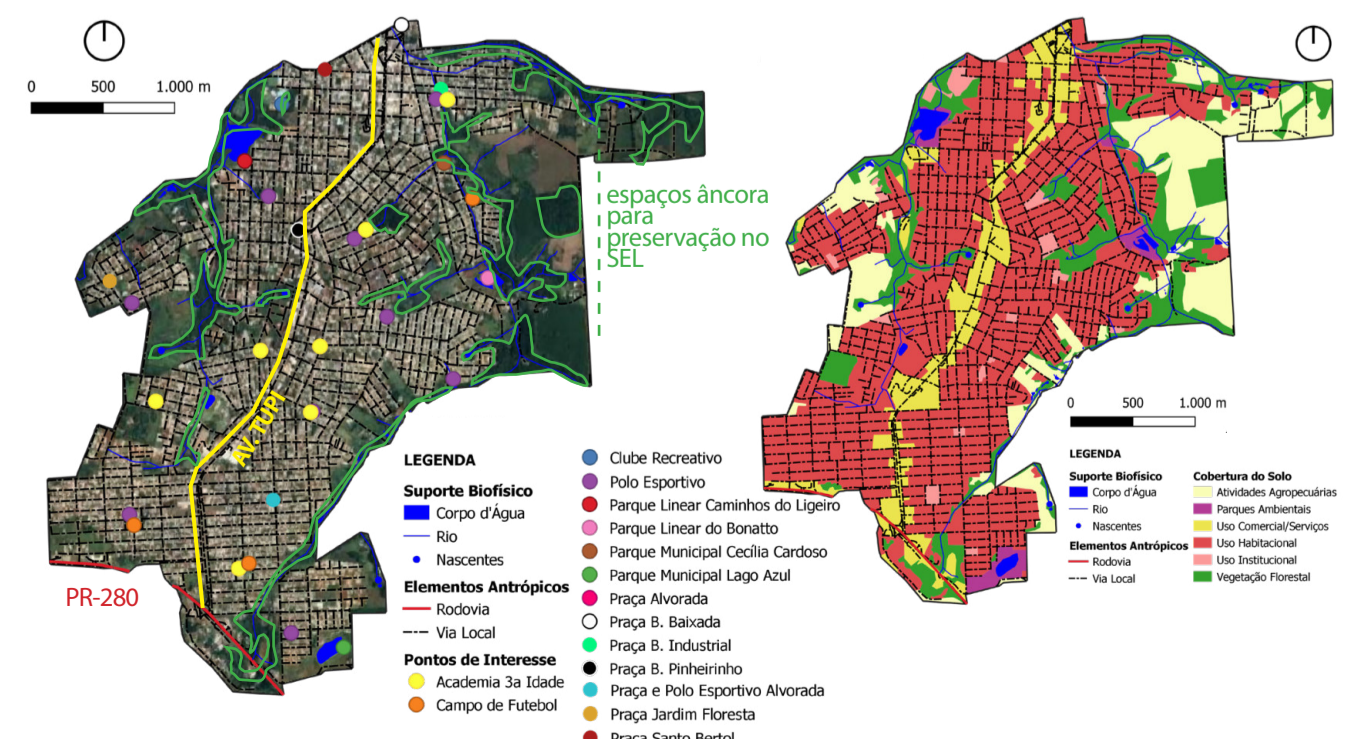 0 500 1.000 m
espaços âncora
para
preservação no
SEL
AV. TUPI
PR-280
LEGENDA
Suporte Biofísico
Corpo d'Água
Rio
Nascentes
Elementos Antrópicos
Rodovia
Via Local
Pontos de Interesse
Academia 3a Idade
Campo de Futebol
Clube Recreativo
Polo Esportivo
Parque Linear Caminhos do Ligeiro
Parque Linear do Bonatto
Parque Municipal Cecília Cardoso
Parque Municipal Lago Azul
Praça Alvorada
Praça B. Baixada
Praça B. Industrial
Praça B. Pinheirinho
Praça e Polo Esportivo Alvorada
Praça Jardim Floresta
Praça Santo Bertol
0 500 1.000 m
LEGENDA
Suporte Biofísico
Corpo d'Água
Rio
Nascentes
Elementos Antrópicos
Rodovia
Via Local
Cobertura do Solo
Atividades Agropecuárias
Parques Ambientais
Uso Comercial/Serviços
Uso Habitacional
Uso Institucional
Vegetação Florestal